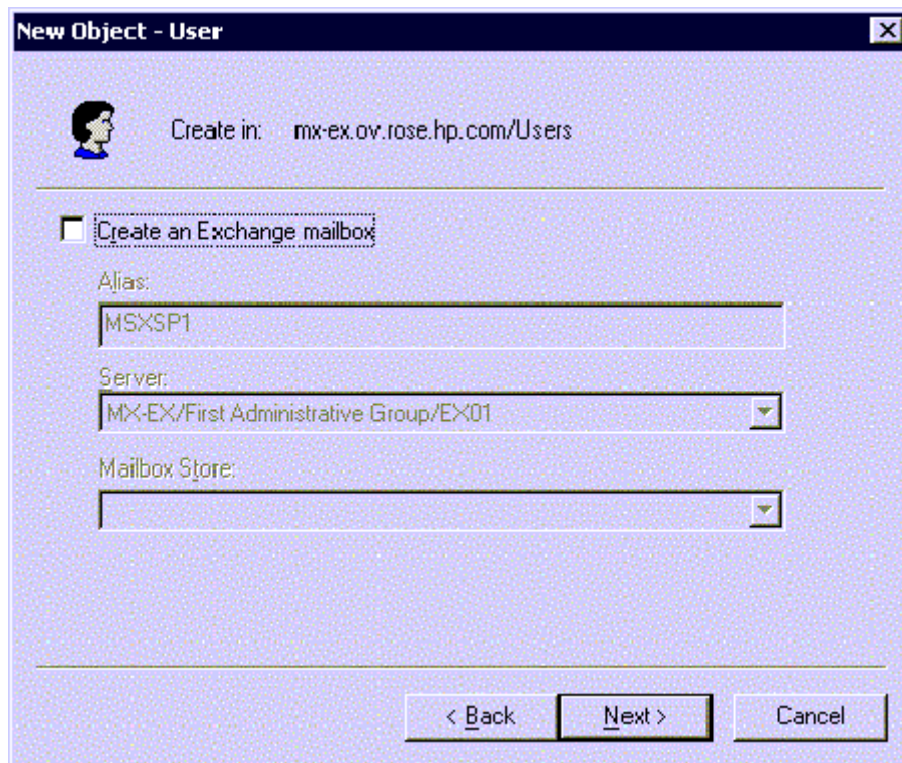 New Object - User
Create in: mx-ex.ov.rose.hp.com/Users
Create an Exchange mailbox
Alias:
MSXSP1
Server:
MX-EX/First Administrative Group/EX01
Mailbox Store:
< Back Next > Cancel